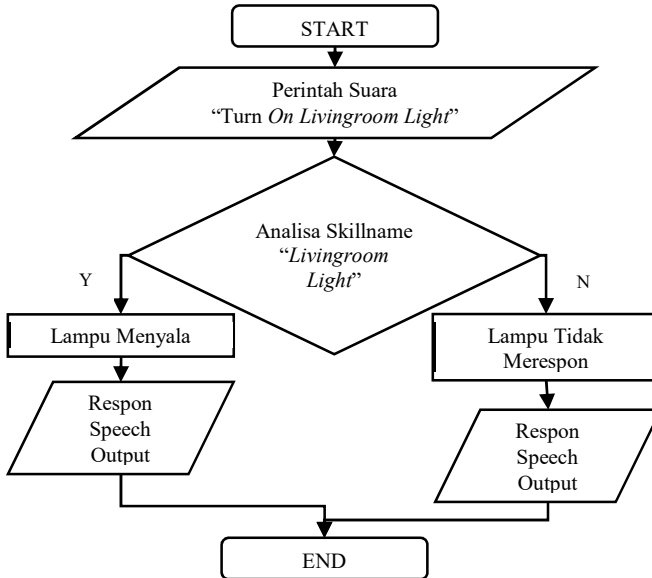 START
Perintah Suara
“Turn On Livingroom Light”
Analisa Skillname
“Livingroom
Light”
Y
N
Lampu Menyala
Lampu Tidak
Merespon
Respon
Speech
Output
Respon
Speech
Output
END